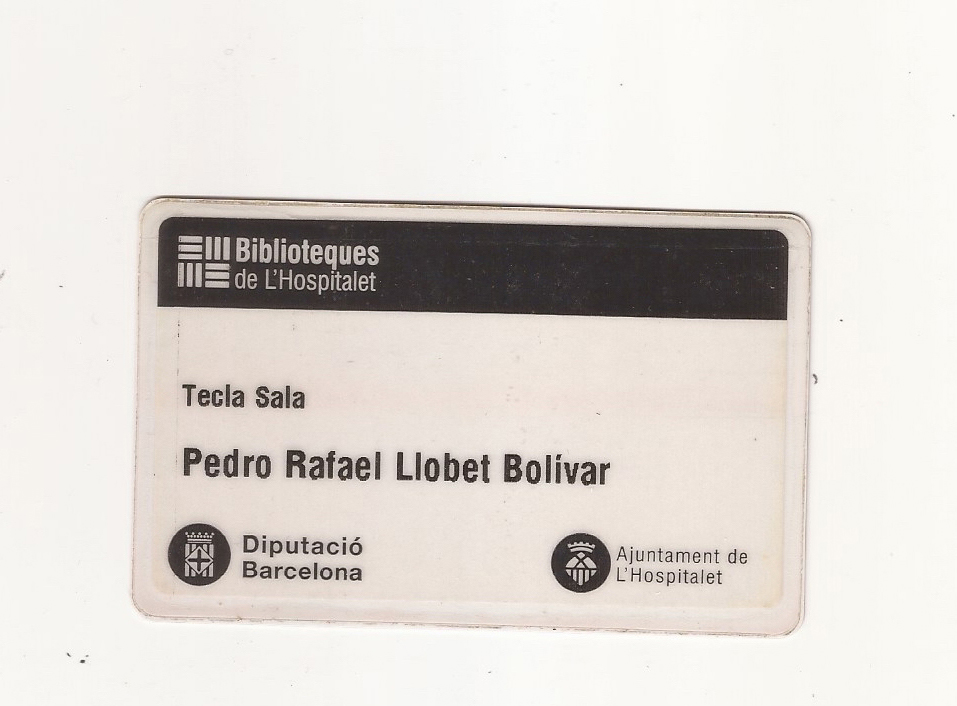 Biblioteques
de L'Hospitalet
Tecla Sala
Pedro Rafael Llobet Bolívar
Diputació
Barcelona
Ajuntament de
L'Hospitalet